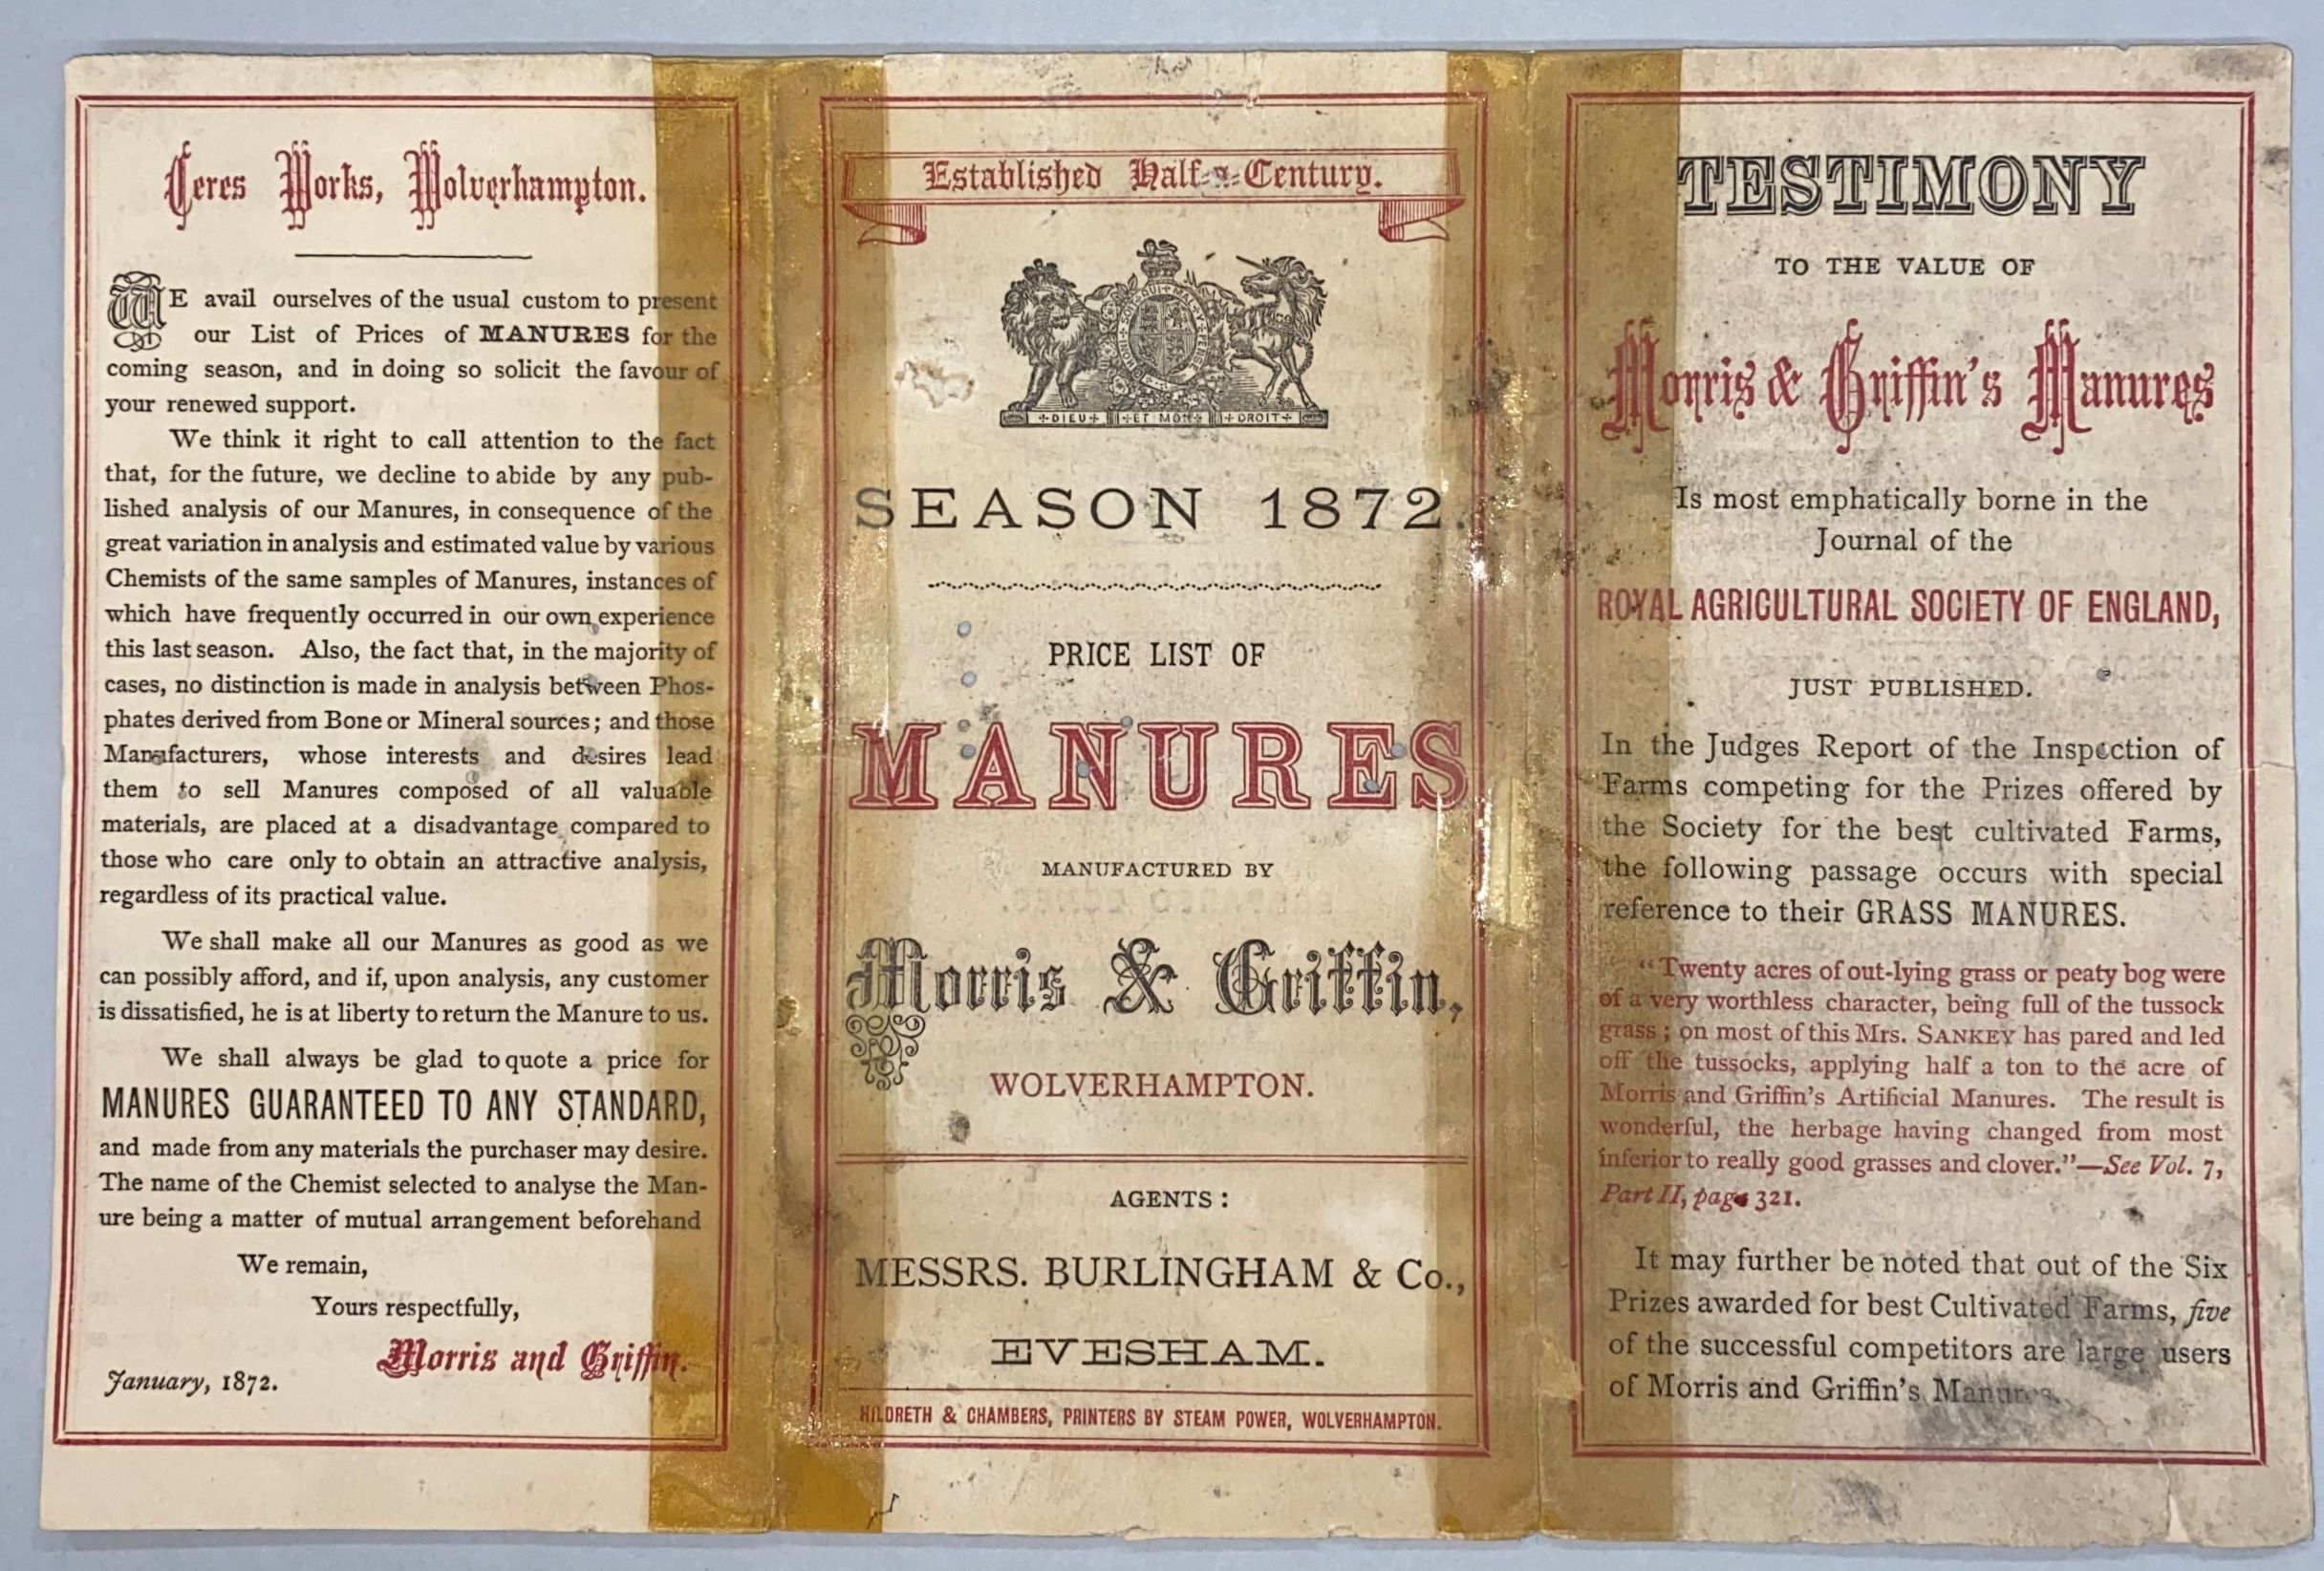 Ceres Works, Wolverhampton.
WE avail ourselves of the usual custom to present
our List of Prices of MANURES for the
coming season, and in doing so solicit the favour of
your renewed support.
We think it right to call attention to the fact
that, for the future, we decline to abide by any pub-
lished analysis of our Manures, in consequence of the
great variation in analysis and estimated value by various
Chemists of the same samples of Manures, instances of
which have frequently occurred in our own experience
this last season. Also, the fact that, in the majority of
cases, no distinction is made in analysis between Phos-
phates derived from Bone or Mineral sources; and those
Manufacturers, whose interests and desires lead
them to sell Manures composed of all valuable
materials, are placed at a disadvantage compared to
those who care only to obtain an attractive analysis,
regardless of its practical value.
We shall make all our Manures as good as we
can possibly afford, and if, upon analysis, any customer
is dissatisfied, he is at liberty to return the Manure to us.
We shall always be glad to quote a price for
MANURES GUARANTEED TO ANY STANDARD,
and made from any materials the purchaser may desire.
The name of the Chemist selected to analyse the Man-
ure being a matter of mutual arrangement beforehand
We remain,
Yours respectfully,
Morris and Griffin.
January, 1872.
Established Half-a-Century.
HONI SOIT QUI MAL Y PENSE
DIEU ET MON DROIT
SEASON 1872.
PRICE LIST OF
MANURES
MANUFACTURED BY
Morris & Griffin,
WOLVERHAMPTON.
AGENTS:
MESSRS. BURLINGHAM & Co.,
EVESHAM.
HILDRETH & CHAMBERS, PRINTERS BY STEAM POWER, WOLVERHAMPTON.
TESTIMONY
TO THE VALUE OF
Morris & Griffin's Manures
Is most emphatically borne in the
Journal of the
ROYAL AGRICULTURAL SOCIETY OF ENGLAND,
JUST PUBLISHED.
In the Judges Report of the Inspection of
Farms competing for the Prizes offered by
the Society for the best cultivated Farms,
the following passage occurs with special
reference to their GRASS MANURES.
"Twenty acres of out-lying grass or peaty bog were
of a very worthless character, being full of the tussock
grass; on most of this Mrs. SANKEY has pared and led
off the tussocks, applying half a ton to the acre of
Morris and Griffin's Artificial Manures. The result is
wonderful, the herbage having changed from most
inferior to really good grasses and clover."—See Vol. 7,
Part II, page 321.
It may further be noted that out of the Six
Prizes awarded for best Cultivated Farms, five
of the successful competitors are large users
of Morris and Griffin's Manures.